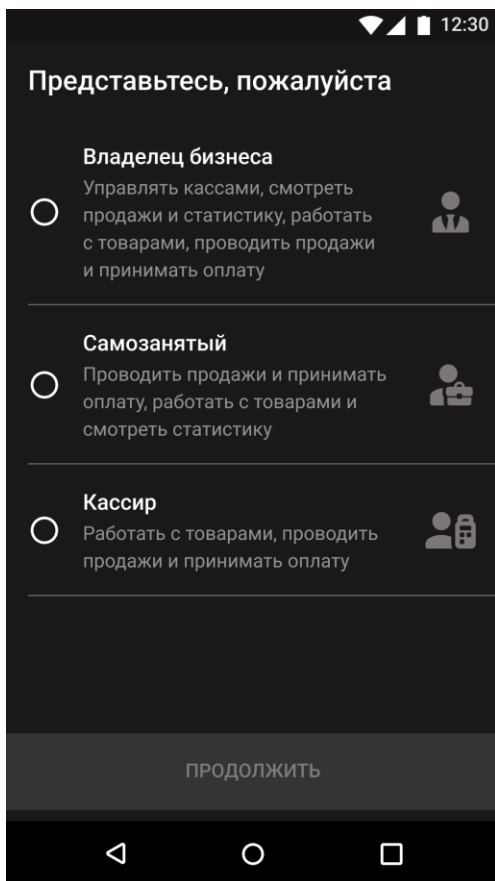 12:30
Представьтесь, пожалуйста
Владелец бизнеса
Управлять кассами, смотреть
продажи и статистику, работать
с товарами, проводить продажи
и принимать оплату
Самозанятый
Проводить продажи и принимать
оплату, работать с товарами и
смотреть статистику
Кассир
Работать с товарами, проводить
продажи и принимать оплату
ПРОДОЛЖИТЬ